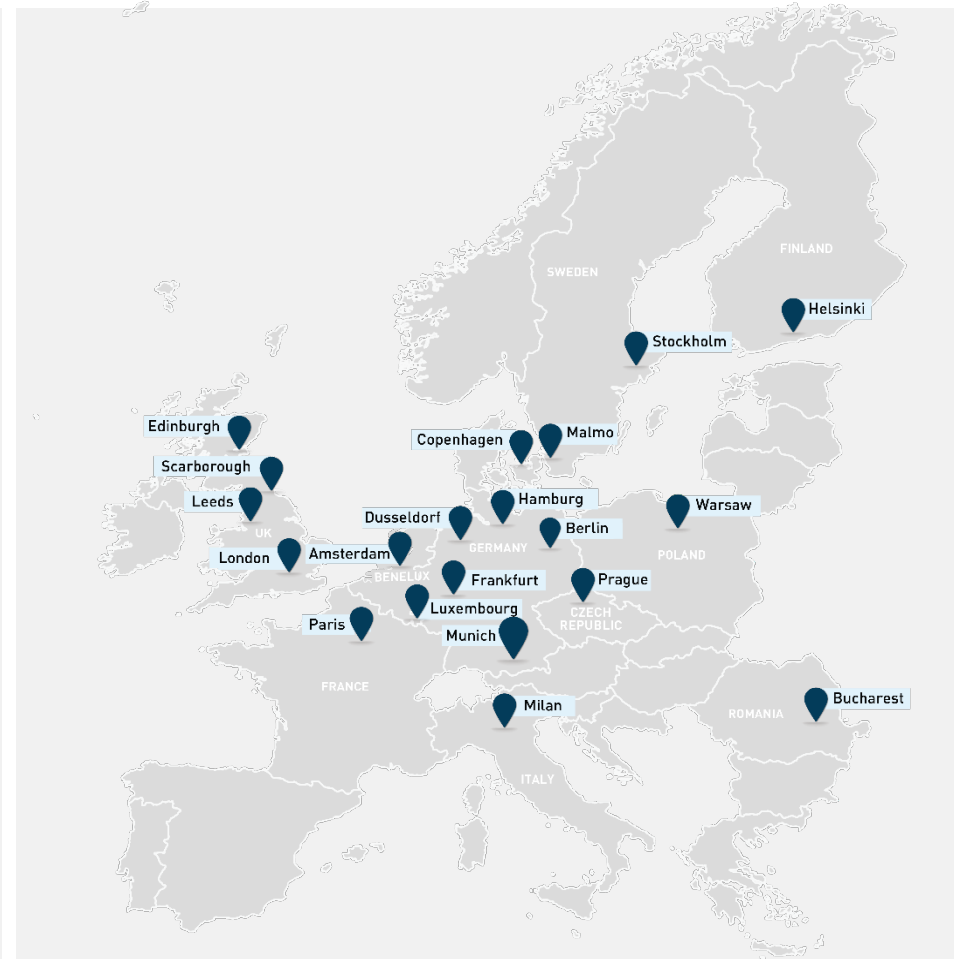 FINLAND
SWEDEN
Helsinki
Stockholm
Edinburgh
Malmo
Copenhagen
Scarborough
Leeds
Hamburg
Warsaw
Dusseldorf
Berlin
UK
GERMANY
London
Amsterdam
POLAND
BENELUX
Frankfurt
Prague
Luxembourg
CZECH
REPUBLIC
Paris
Munich
FRANCE
Bucharest
Milan
ROMANIA
ITALY